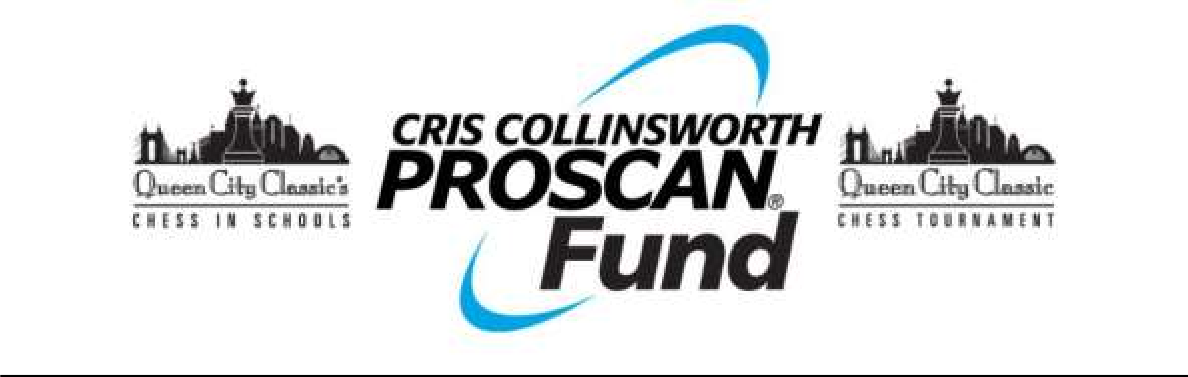 Queen City Classic's
CHESS IN SCHOOLS
CRIS COLLINSWORTH
PROSCAN®
Fund
Queen City Classic
CHESS TOURNAMENT